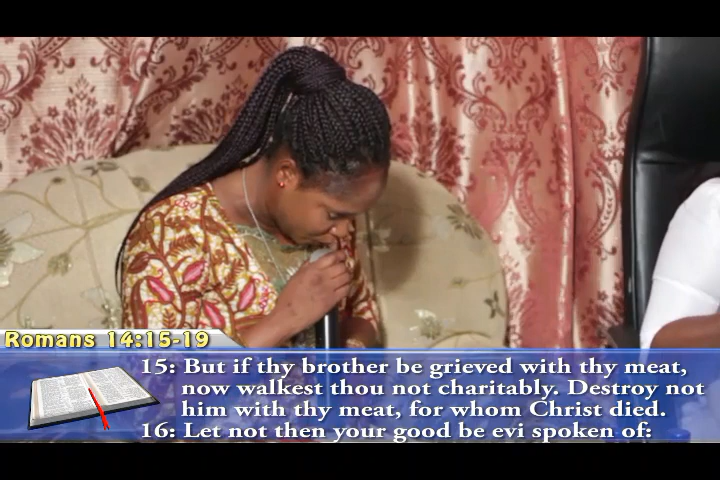 Romans 14:15-19
15: But if thy brother be grieved with thy meat,
now walkest thou not charitably. Destroy not
him with thy meat, for whom Christ died.
16: Let not then your good be evi spoken of: